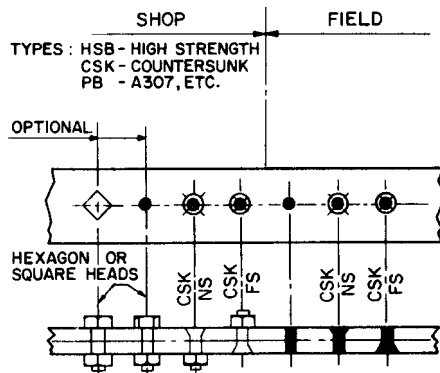 SHOP
FIELD
TYPES : HSB - HIGH STRENGTH
CSK - COUNTERSUNK
PB - A307, ETC.
OPTIONAL
HEXAGON OR
SQUARE HEADS
CSK
NS
CSK
FS
CSK
NS
CSK
FS